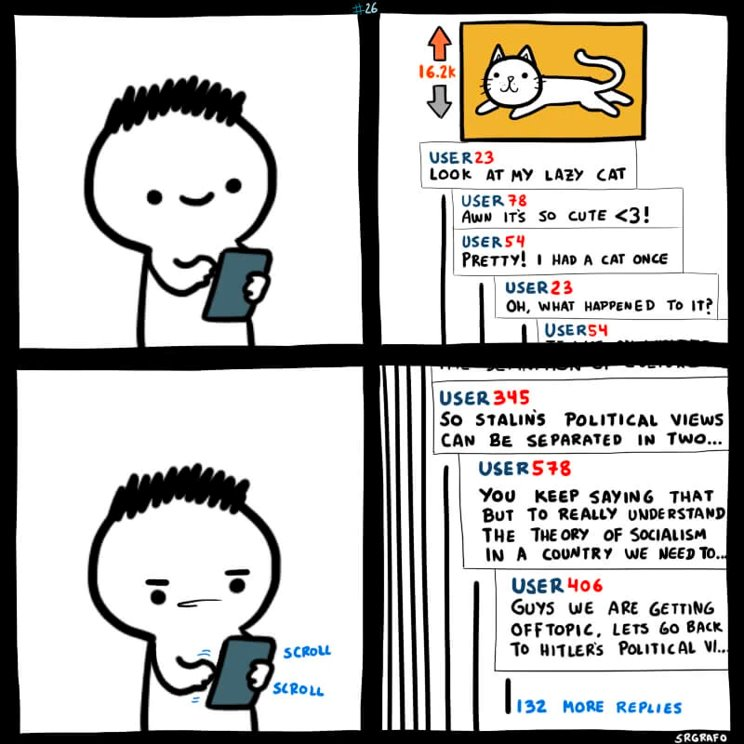 #26
16.2k
USER23
LOOK AT MY LAZY CAT
USER78
AWN IT'S SO CUTE <3!
USER54
PRETTY! I HAD A CAT ONCE
USER23
OH, WHAT HAPPENED TO IT?
USER54
SCROLL
SCROLL
USER345
SO STALIN'S POLITICAL VIEWS
CAN BE SEPARATED IN TWO...
USER578
YOU KEEP SAYING THAT
BUT TO REALLY UNDERSTAND
THE THEORY OF SOCIALISM
IN A COUNTRY WE NEED TO...
USER406
GUYS WE ARE GETTING
OFFTOPIC, LETS GO BACK
TO HITLER'S POLITICAL VI...
132 MORE REPLIES
SRGRAFO